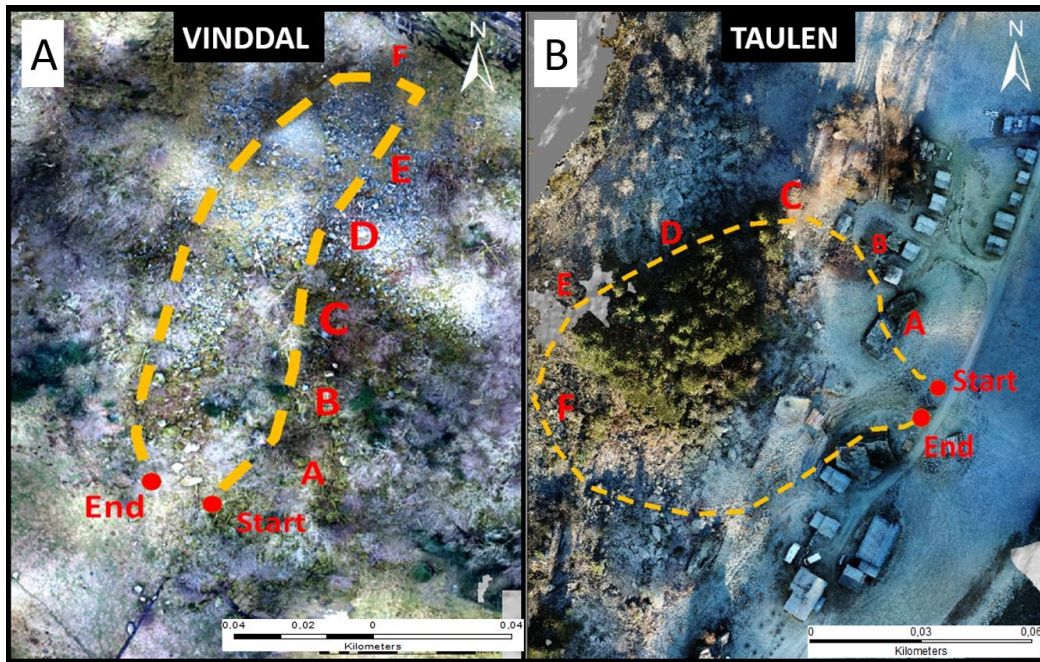 A
VINDDAL
N
F
E
D
C
B
A
End
Start
0.04 0.02 0 0.04
Kilometers
B
TAULEN
N
C
D
B
E
A
Start
F
End
0 0,03 0,06
Kilometers